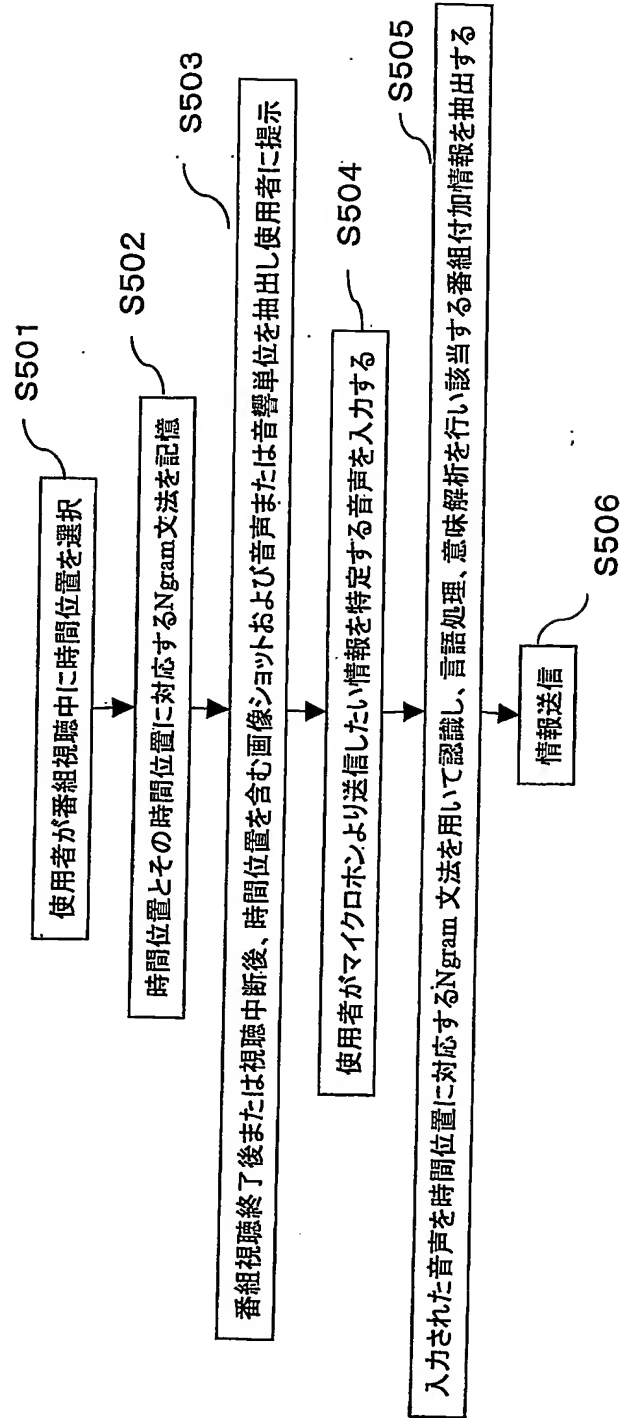 S501
使用者が番組視聴中に時間位置を選択
S502
時間位置とその時間位置に対応するNgram文法を記憶
S503
番組視聴終了後または視聴中断後、時間位置を含む画像ショットおよび音声または音響単位を抽出し使用者に提示
S504
使用者がマイクロホンより送信したい情報を特定する音声を入力する
S505
入力された音声を時間位置に対応するNgram文法を用いて認識し、言語処理、意味解析を行い該当する番組付加情報を抽出する
S506
情報送信